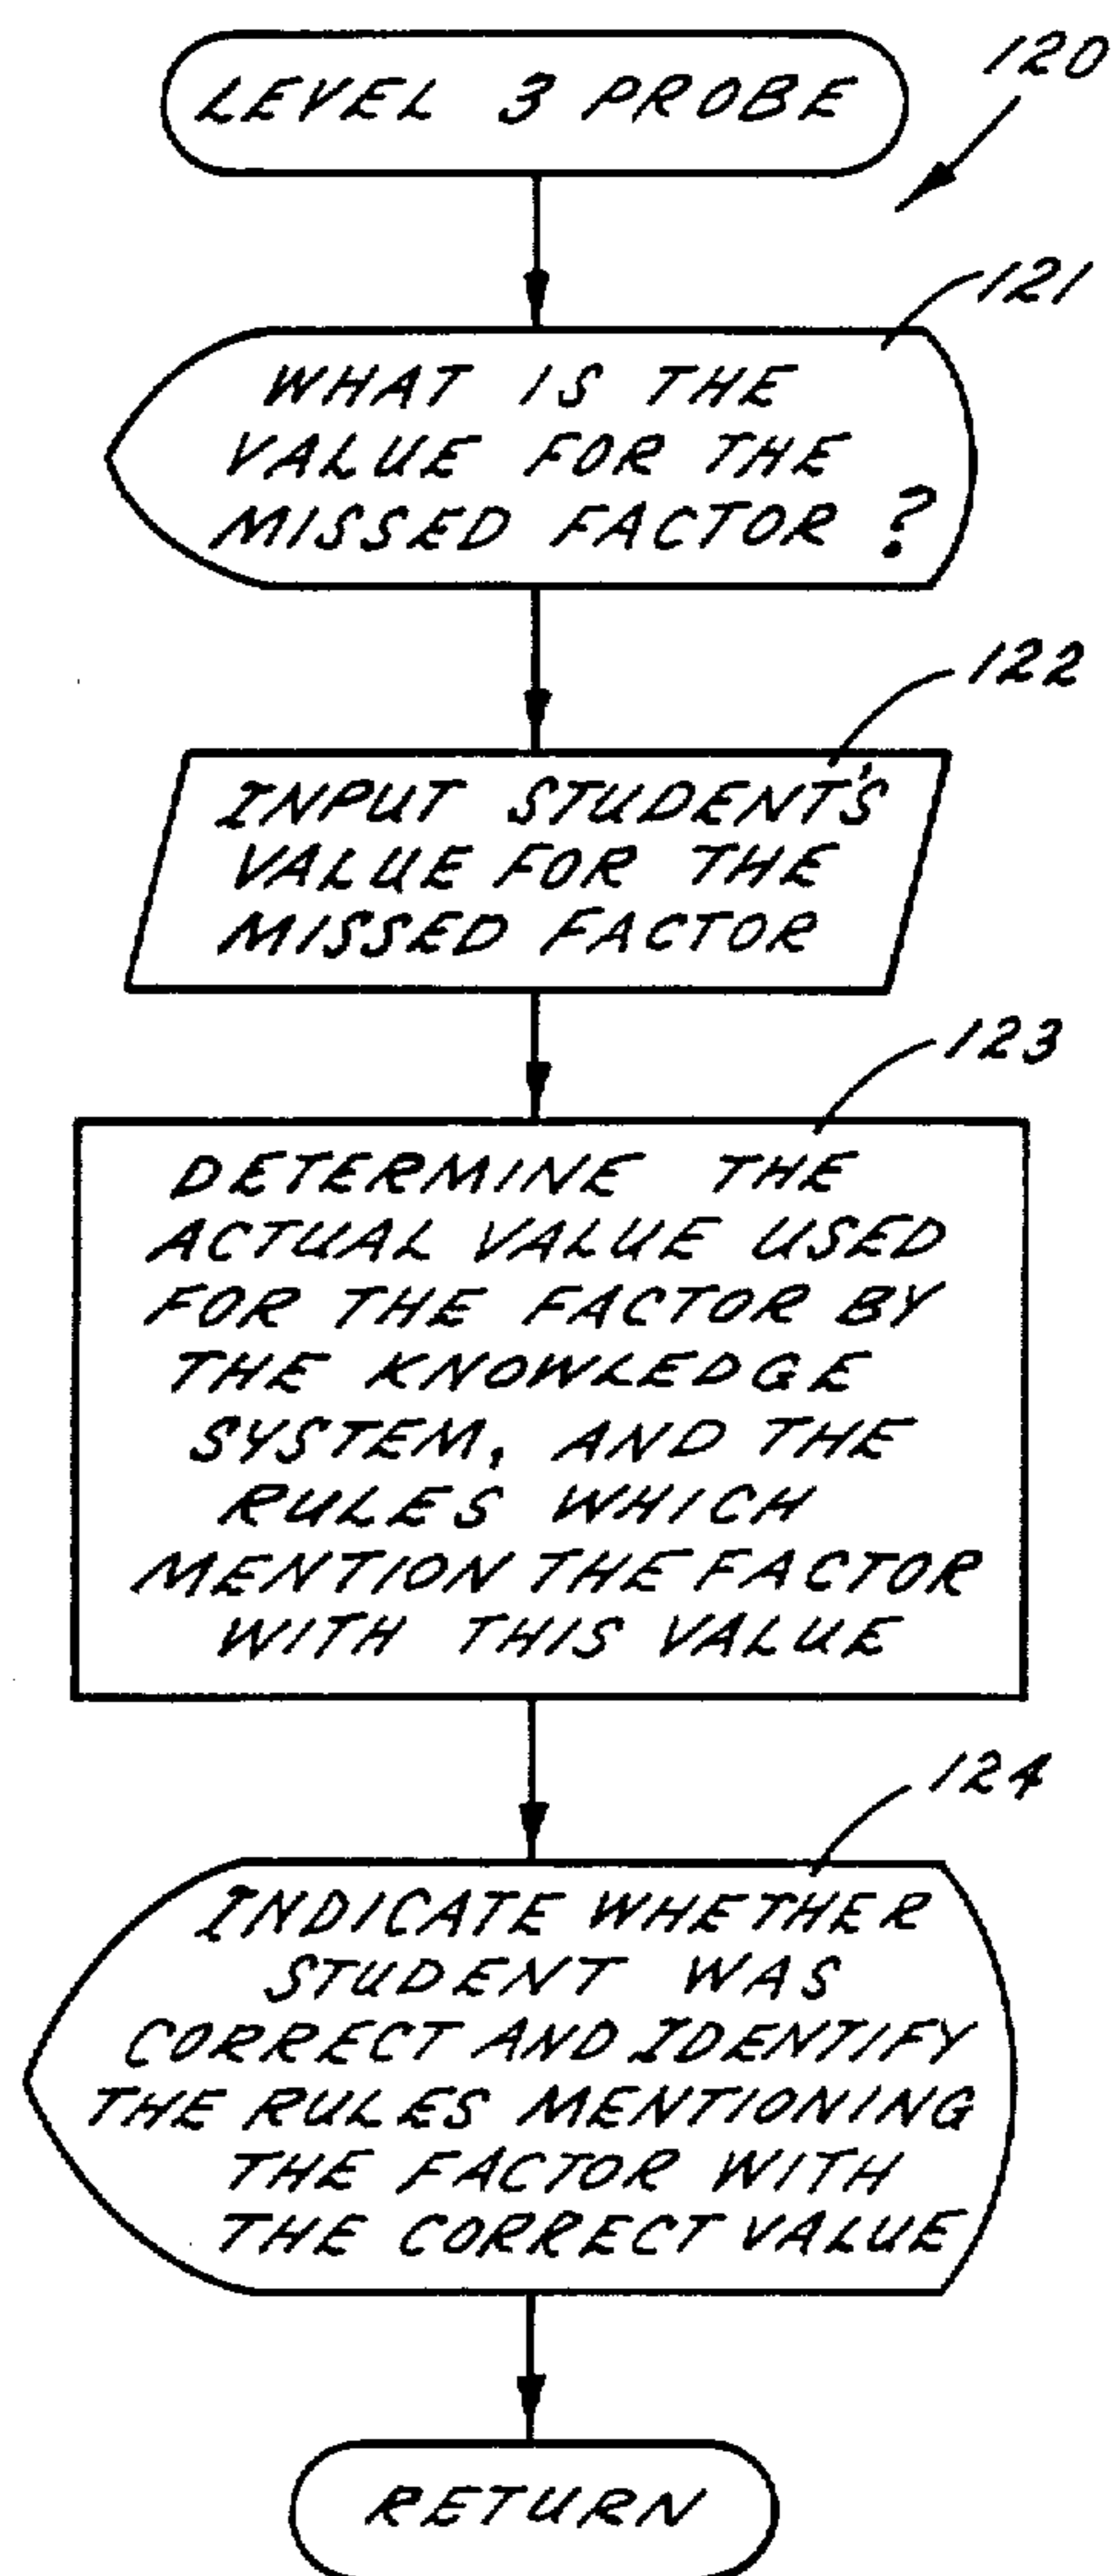 LEVEL 3 PROBE
120
121
WHAT IS THE
VALUE FOR THE
MISSED FACTOR ?
122
INPUT STUDENT'S
VALUE FOR THE
MISSED FACTOR
123
DETERMINE THE
ACTUAL VALUE USED
FOR THE FACTOR BY
THE KNOWLEDGE
SYSTEM, AND THE
RULES WHICH
MENTION THE FACTOR
WITH THIS VALUE
124
INDICATE WHETHER
STUDENT WAS
CORRECT AND IDENTIFY
THE RULES MENTIONING
THE FACTOR WITH
THE CORRECT VALUE
RETURN